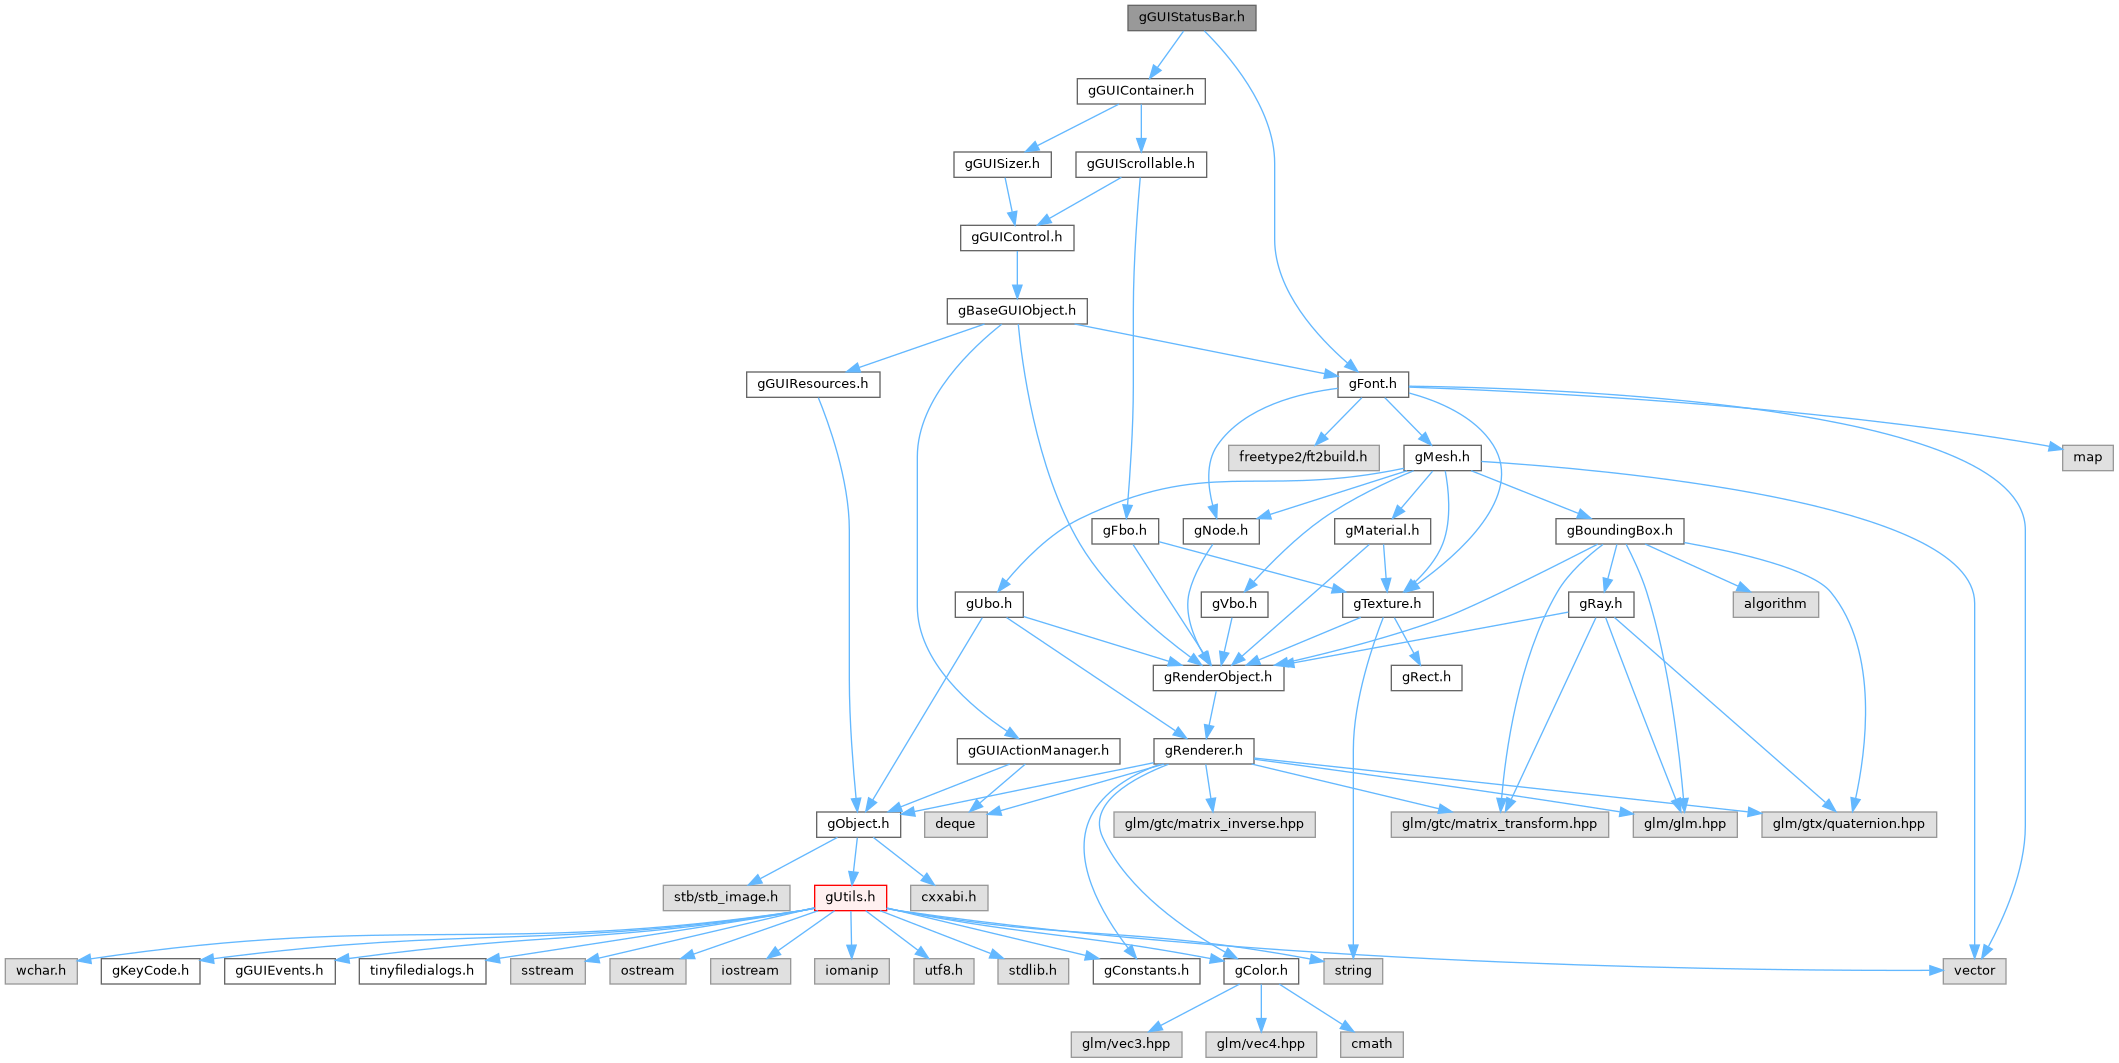 gGUIStatusBar.h
gGUIContainer.h
gGUISizer.h
gGUIScrollable.h
gGUIControl.h
gBaseGUIObject.h
gGUIResources.h
gFont.h
freetype2/ft2build.h
gMesh.h
map
gFbo.h
gNode.h
gMaterial.h
gBoundingBox.h
gUbo.h
gVbo.h
gTexture.h
gRay.h
algorithm
gRenderObject.h
gRect.h
gGUIActionManager.h
gRenderer.h
gObject.h
deque
glm/gtc/matrix_inverse.hpp
glm/gtc/matrix_transform.hpp
glm/glm.hpp
glm/gtx/quaternion.hpp
stb/stb_image.h
gUtils.h
cxxabi.h
wchar.h
gKeyCode.h
gGUIEvents.h
tinyfiledialogs.h
sstream
ostream
iostream
iomanip
utf8.h
stdlib.h
gConstants.h
gColor.h
string
vector
glm/vec3.hpp
glm/vec4.hpp
cmath